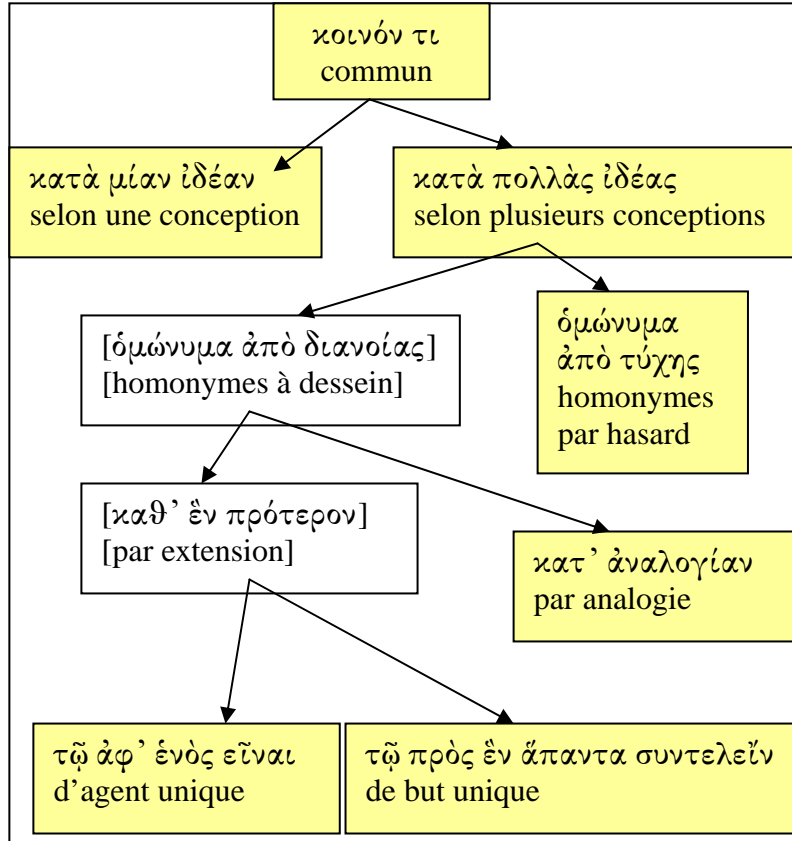 κοινόν τι
commun
κατὰ μίαν ἰδέαν
selon une conception
κατὰ πολλὰς ἰδέας
selon plusieurs conceptions
[ὁμώνυμα ἀπὸ διανοίας]
[homonymes à dessein]
ὁμώνυμα
ἀπὸ τύχης
homonymes
par hasard
[καθ’ ἓν πρότερον]
[par extension]
κατ’ ἀναλογίαν
par analogie
τῷ ἀφ’ ἑνὸς εῖναι
d’agent unique
τῷ πρὸς ἓν ἅπαντα συντελεῖν
de but unique